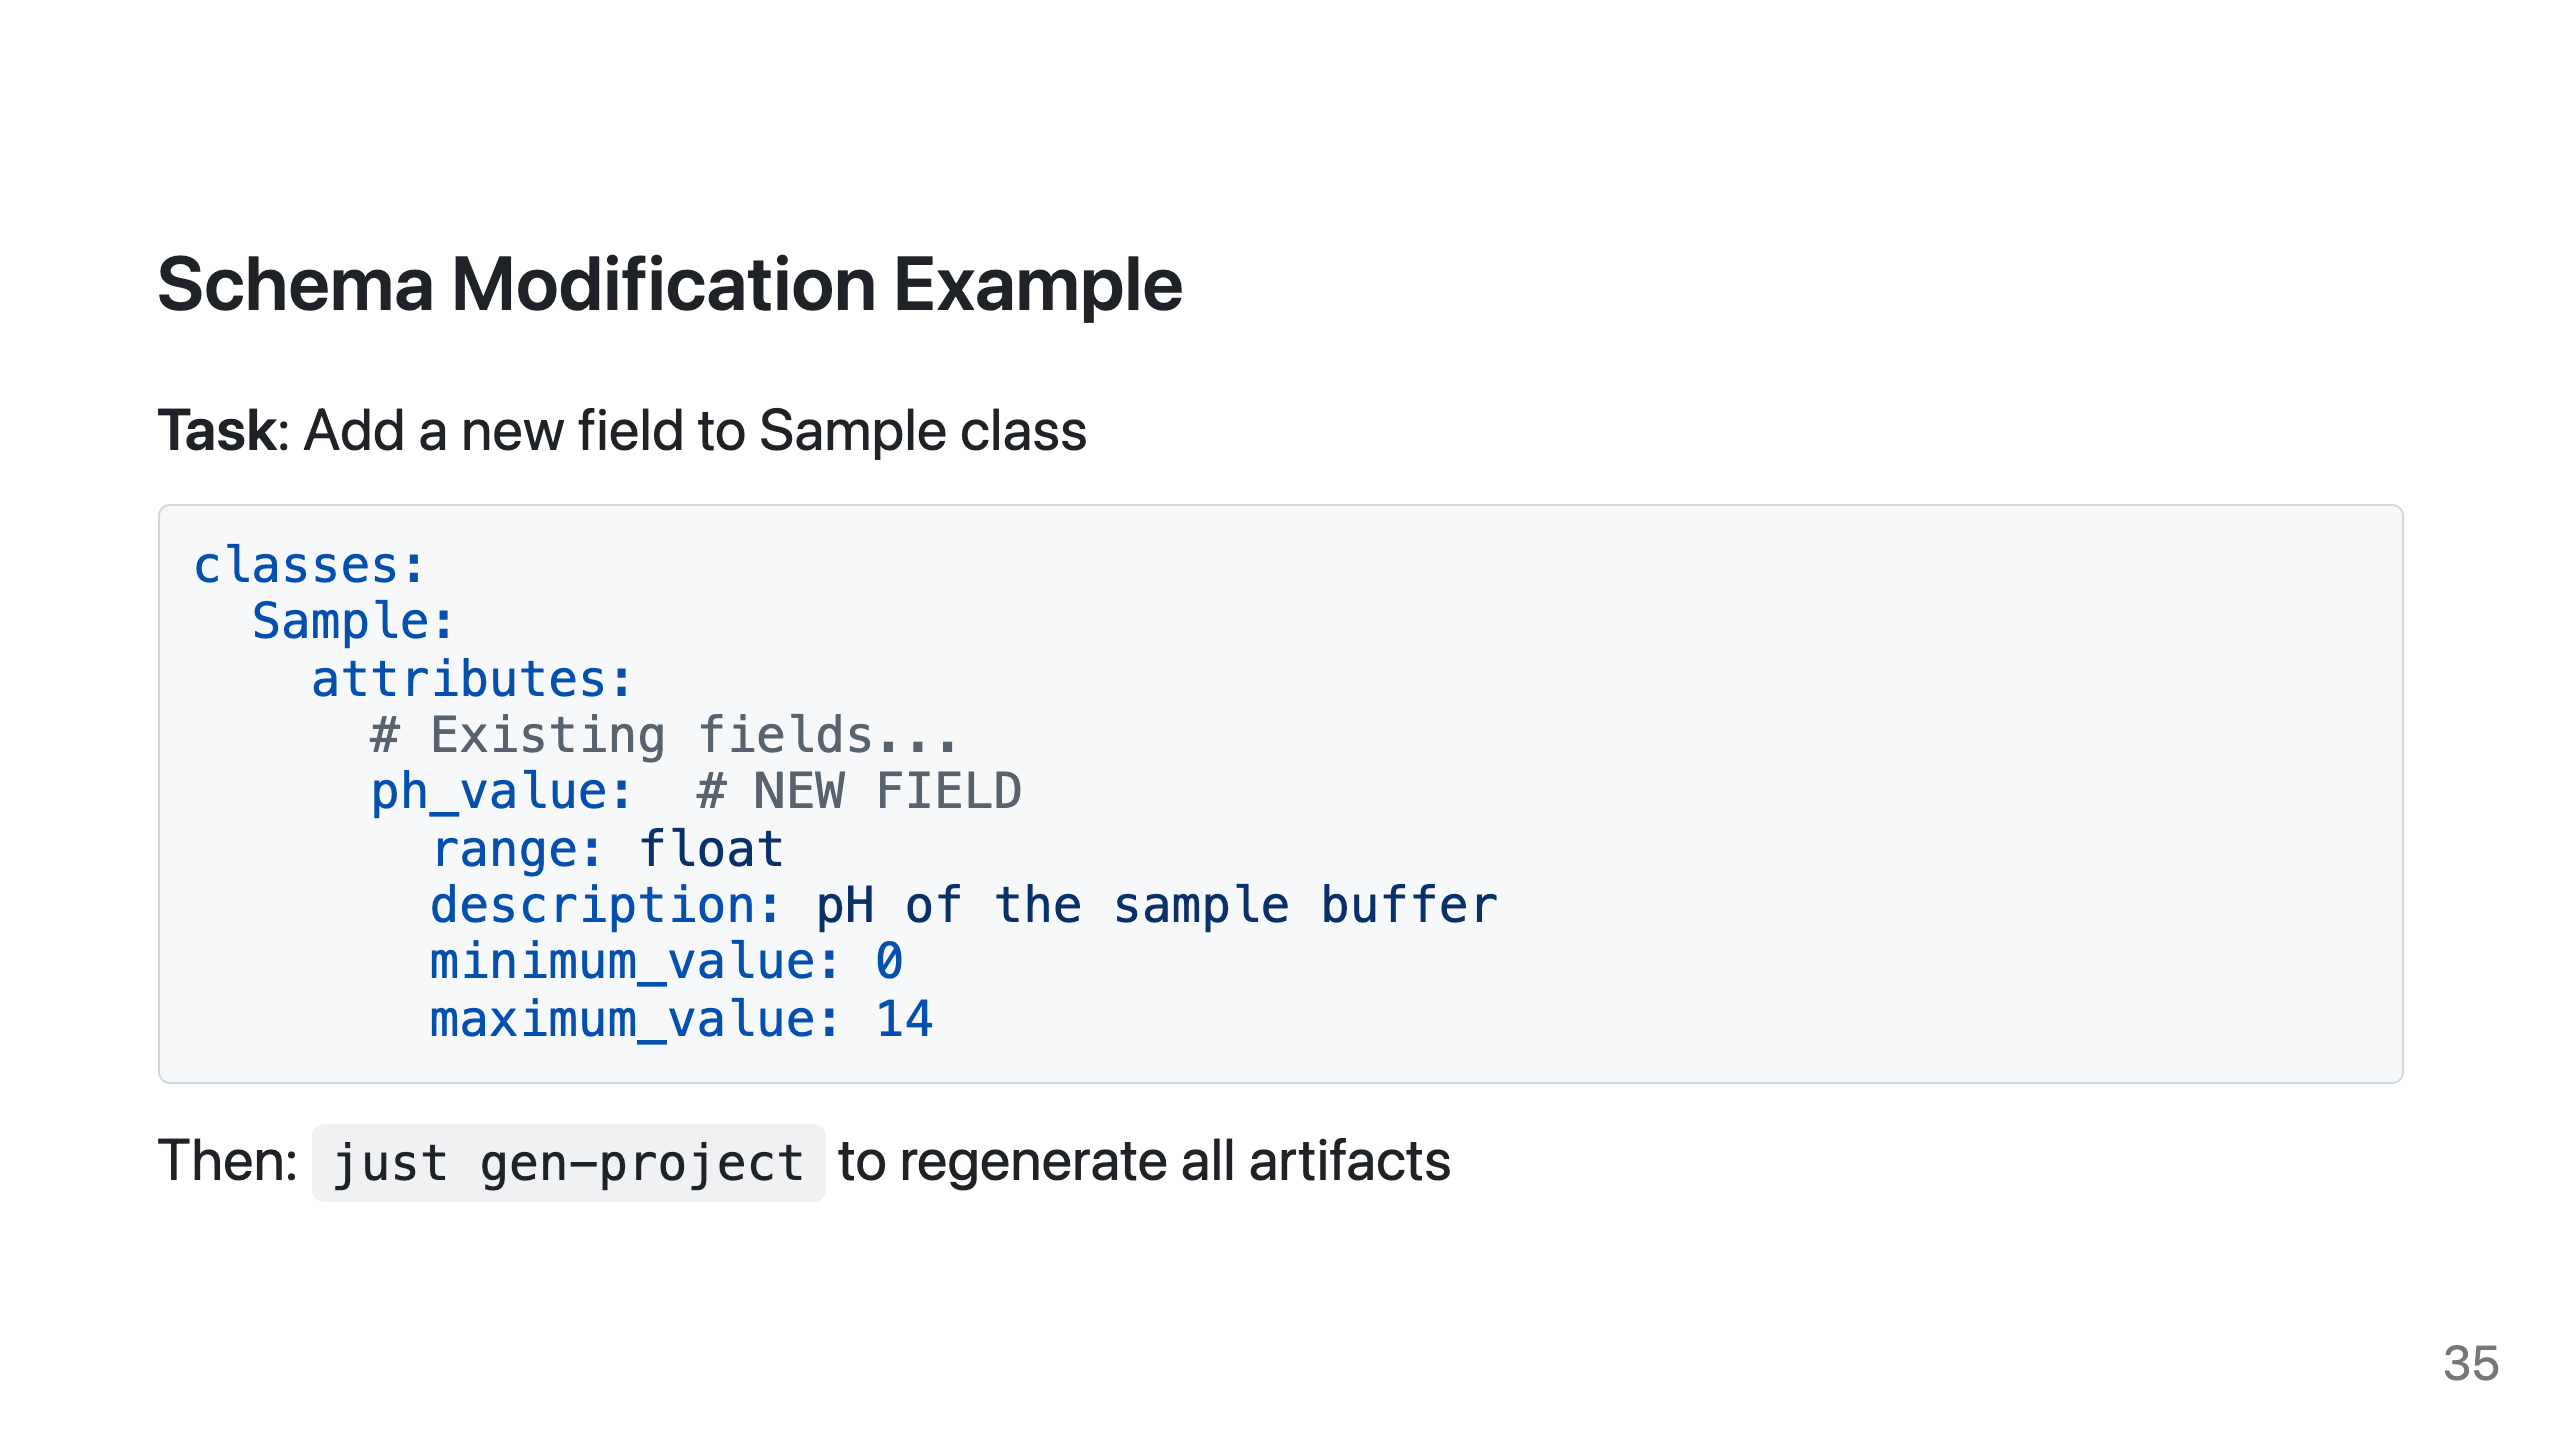 Schema Modification Example
Task: Add a new field to Sample class
classes:
  Sample:
    attributes:
      # Existing fields...
      ph_value:  # NEW FIELD
        range: float
        description: pH of the sample buffer
        minimum_value: 0
        maximum_value: 14
Then: just gen-project to regenerate all artifacts
35